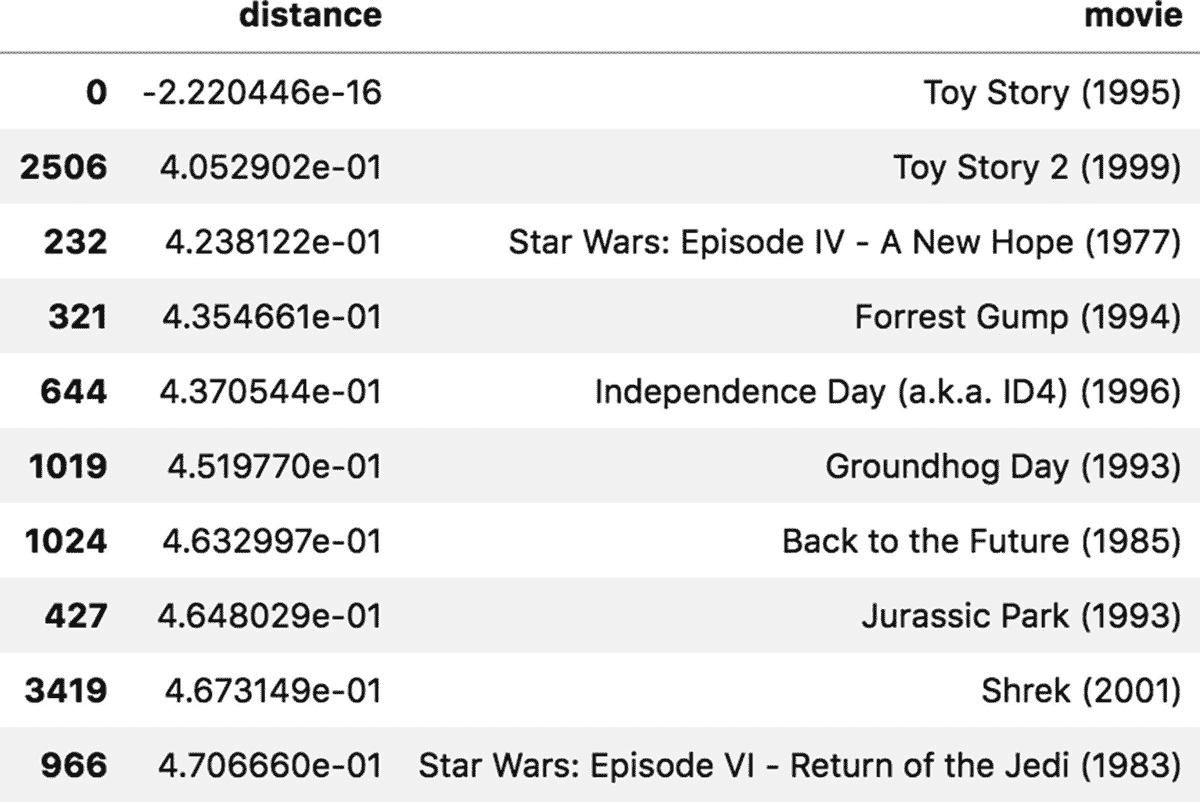 distance movie
0 -2.220446e-16 Toy Story (1995)
2506 4.052902e-01 Toy Story 2 (1999)
232 4.238122e-01 Star Wars: Episode IV - A New Hope (1977)
321 4.354661e-01 Forrest Gump (1994)
644 4.370544e-01 Independence Day (a.k.a. ID4) (1996)
1019 4.519770e-01 Groundhog Day (1993)
1024 4.632997e-01 Back to the Future (1985)
427 4.648029e-01 Jurassic Park (1993)
3419 4.673149e-01 Shrek (2001)
966 4.706660e-01 Star Wars: Episode VI - Return of the Jedi (1983)